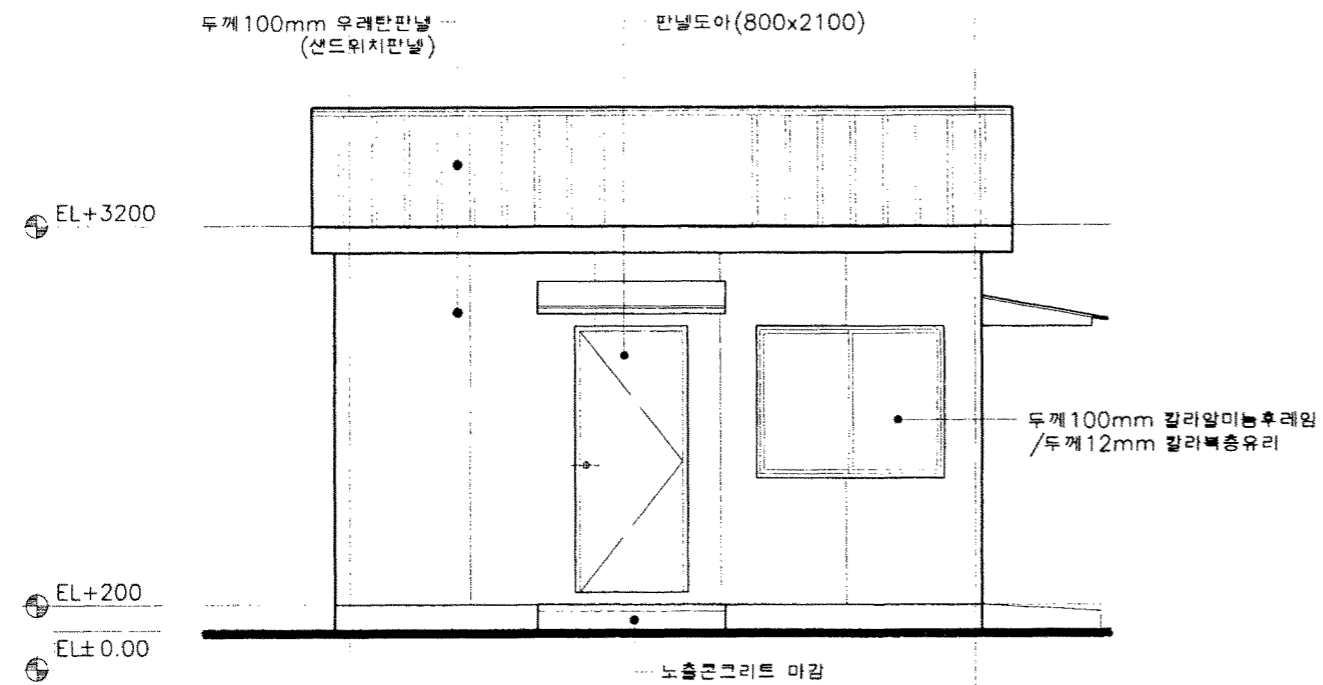 두께100mm 우레탄판넬
(샌드위치판넬)
판넬도아(800x2100)
EL+3200
두께100mm 칼라알미늄후레임
/두께12mm 칼라복층유리
EL+200
EL±0.00
노출콘크리트 마감